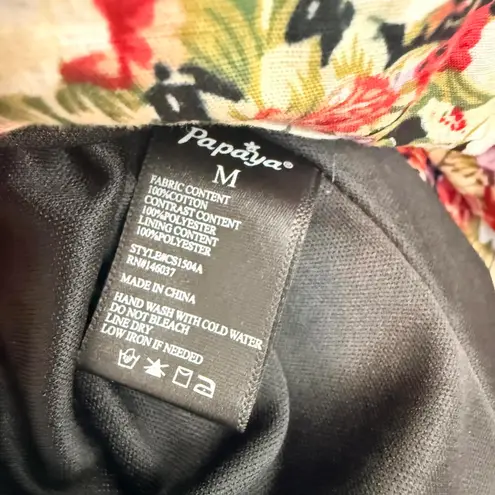 Papaya®
M
FABRIC CONTENT
100%COTTON
CONTRAST CONTENT
100%POLYESTER
LINING CONTENT
100%POLYESTER
STYLE#CS1504A
RN#146037
MADE IN CHINA
HAND WASH WITH COLD WATER
DO NOT BLEACH
LINE DRY
LOW IRON IF NEEDED